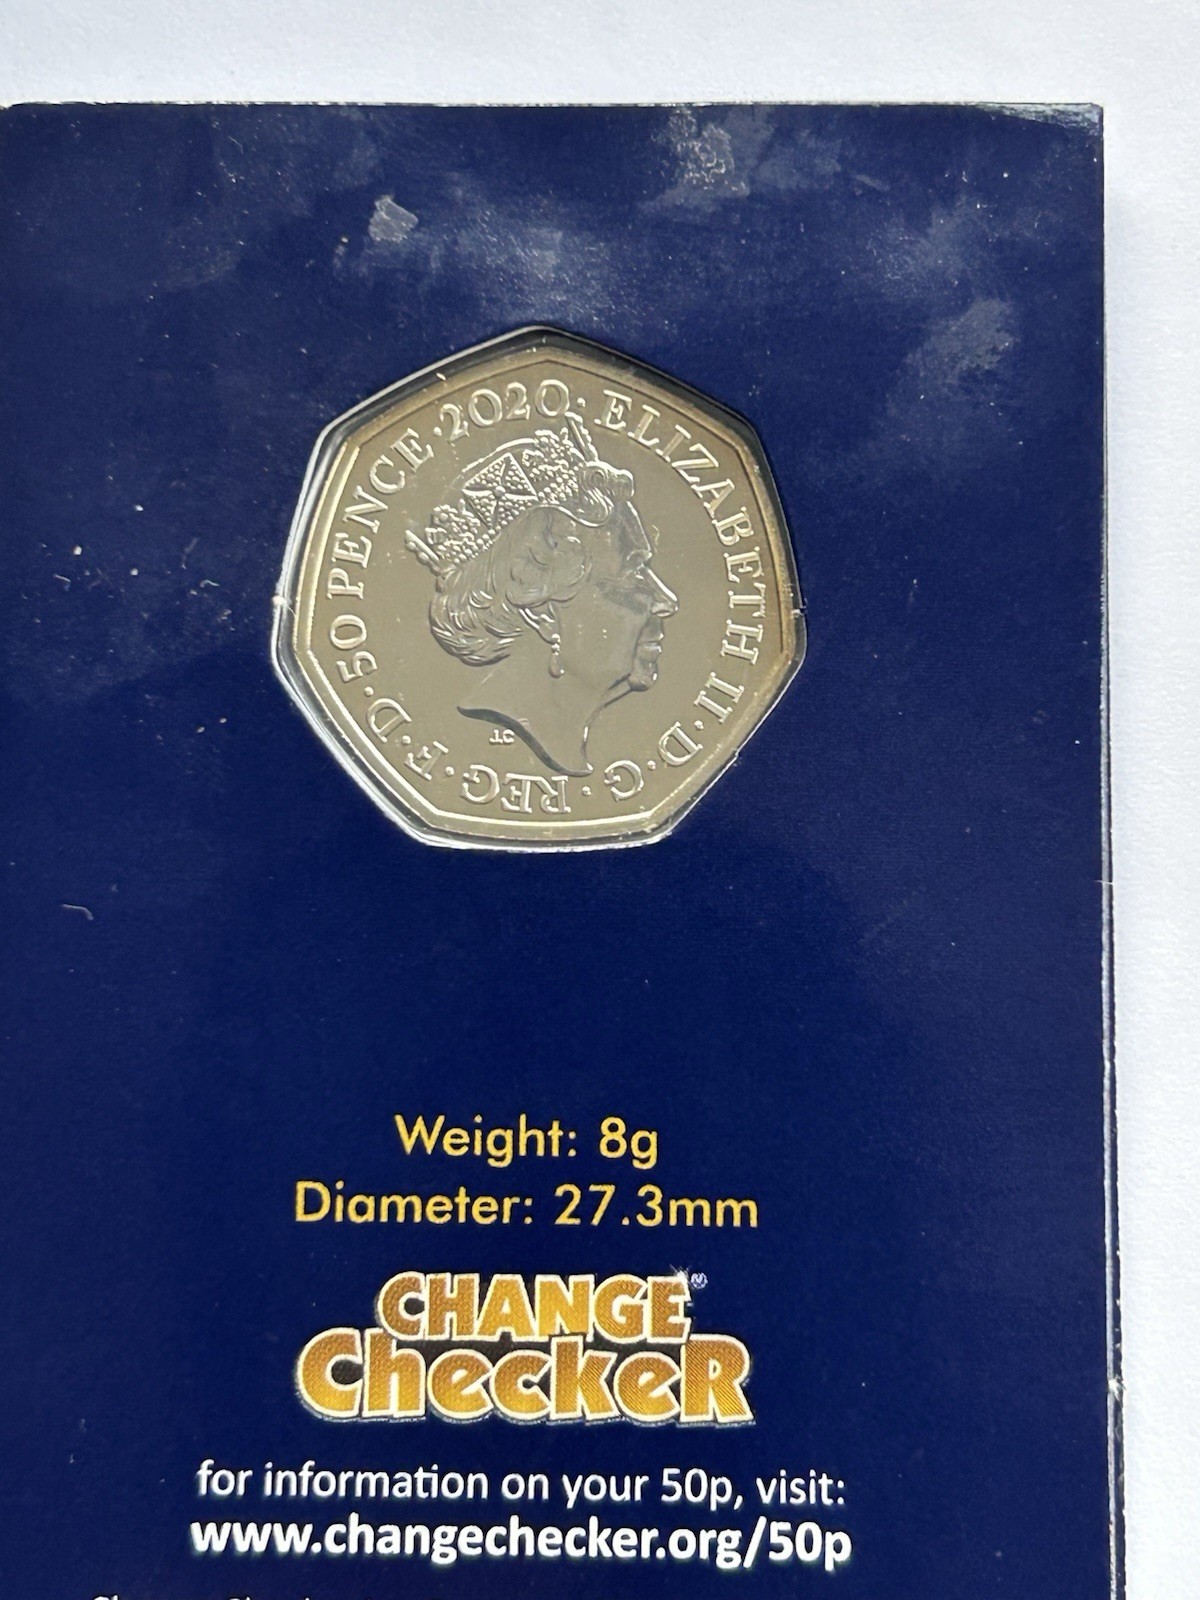 ELIZABETH II · D · G · REG · F · D · 50 PENCE · 2020 ·
JC
Weight: 8g
Diameter: 27.3mm
CHANGE
CheckeR
for information on your 50p, visit:
www.changechecker.org/50p